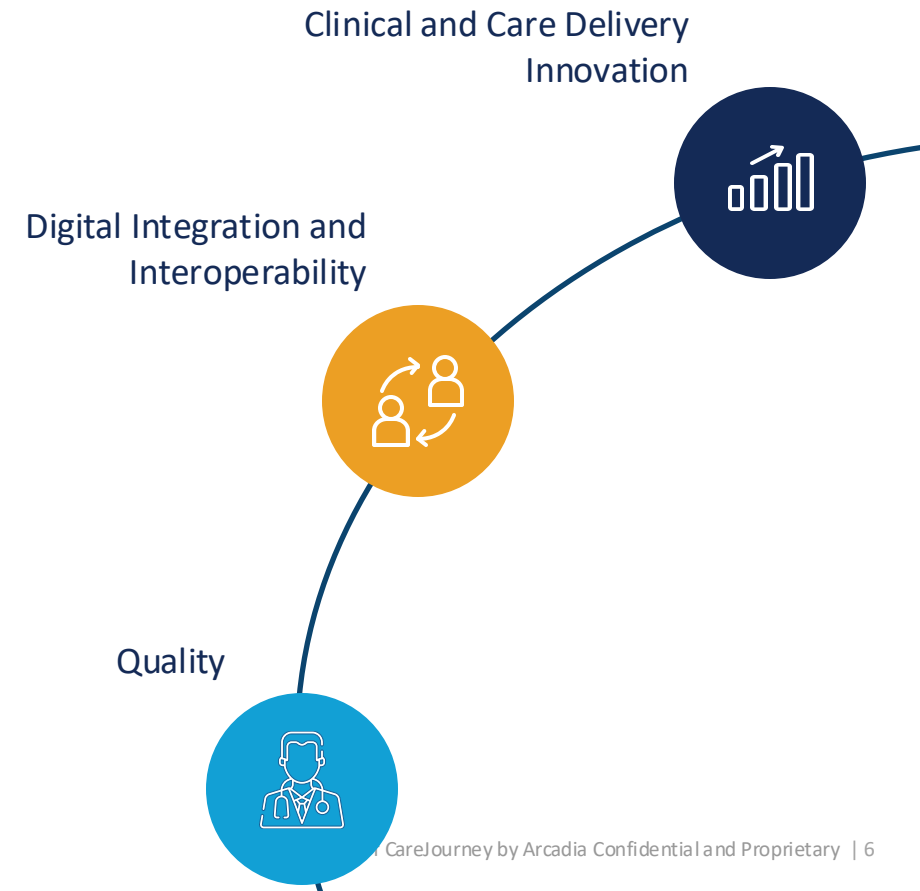 Clinical and Care Delivery
Innovation
Digital Integration and
Interoperability
Quality
CareJourney by Arcadia Confidential and Proprietary | 6